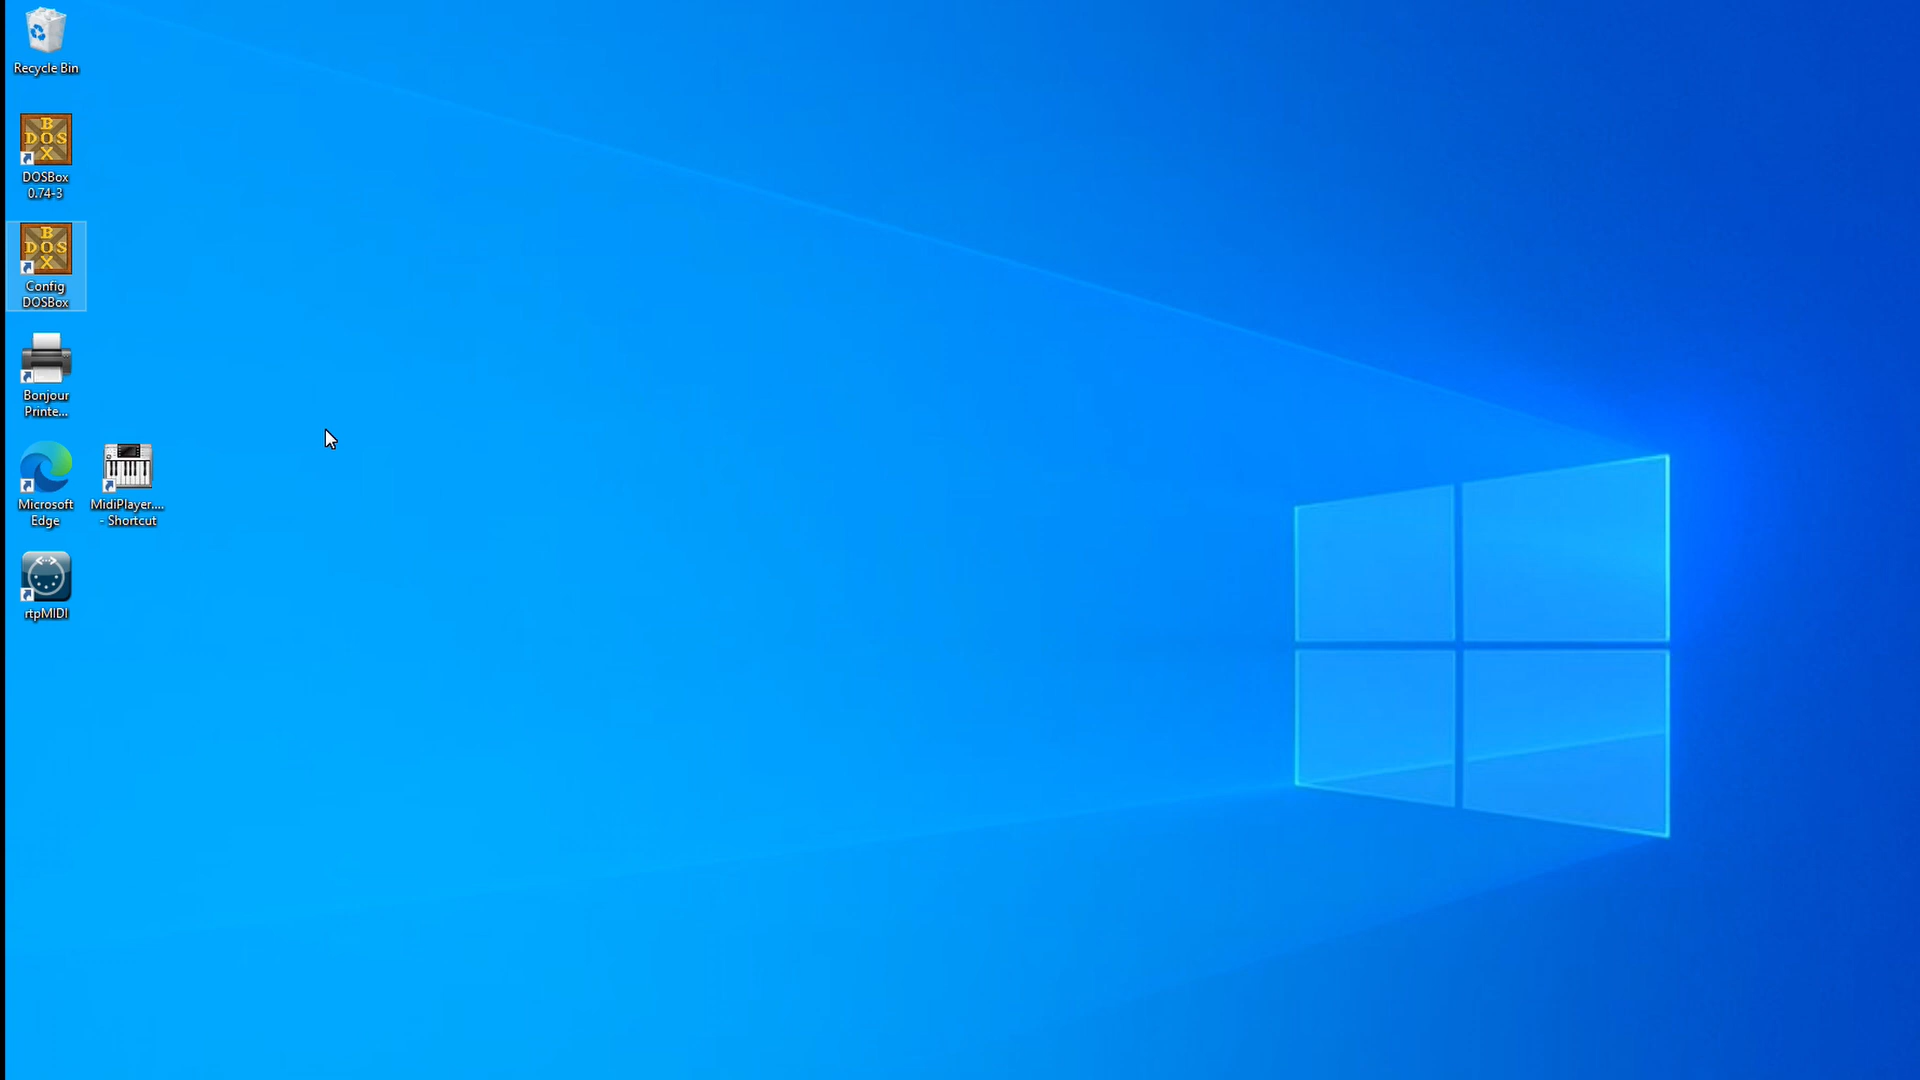 Recycle Bin
B
DOS
X
DOSBox
0.74-3
B
DOS
X
Config
DOSBox
Bonjour
Printe...
Microsoft
Edge
MidiPlayer....
- Shortcut
rtpMIDI